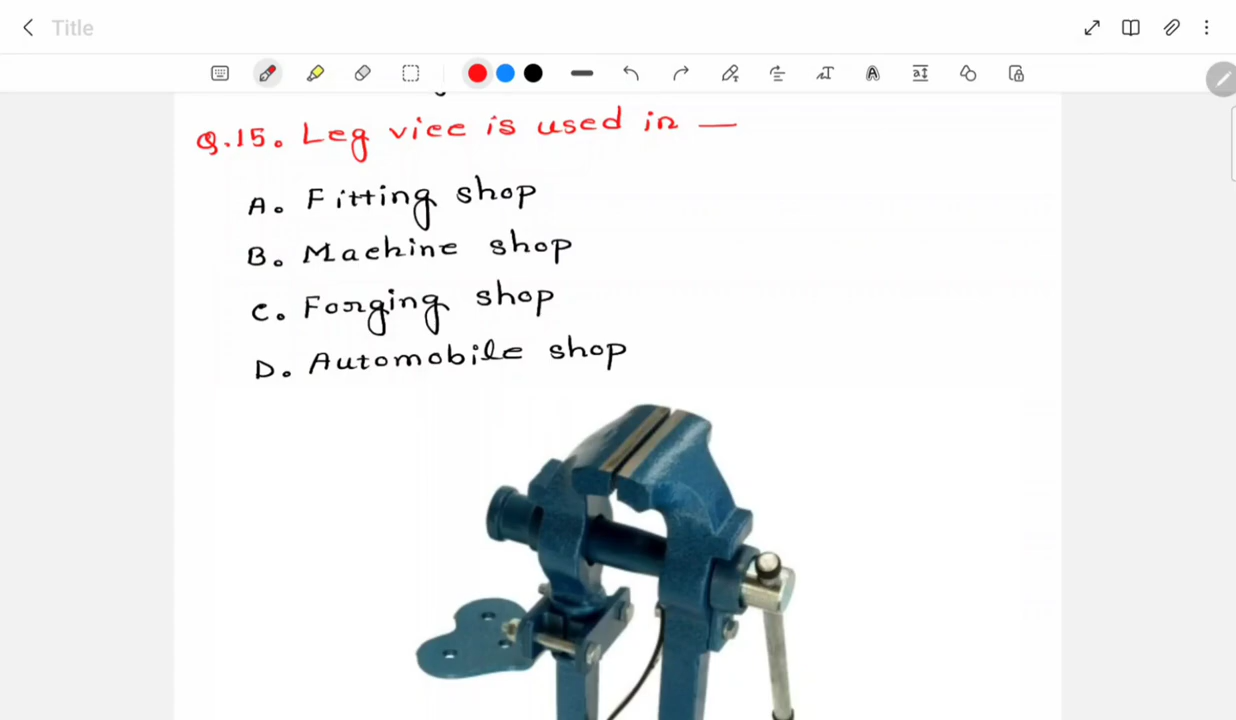 Title
Q.15. Leg vice is used in —
A. Fitting shop
B. Machine shop
C. Forging shop
D. Automobile shop